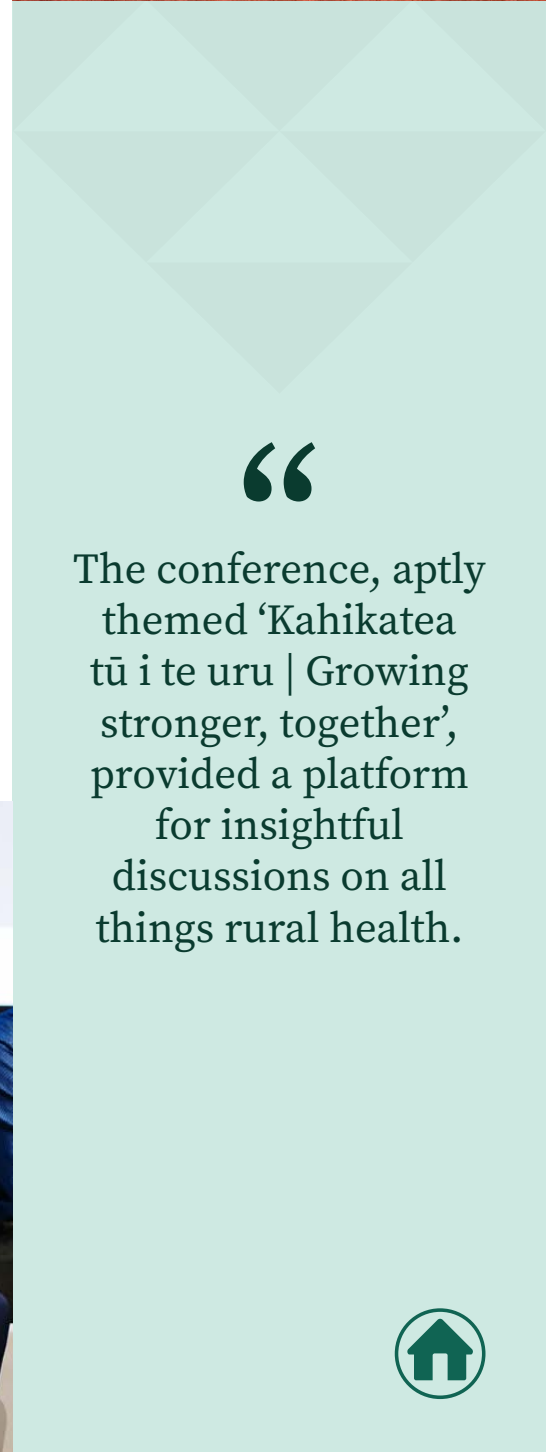 “
The conference, aptly
themed ‘Kahikatea
tū i te uru | Growing
stronger, together’,
provided a platform
for insightful
discussions on all
things rural health.